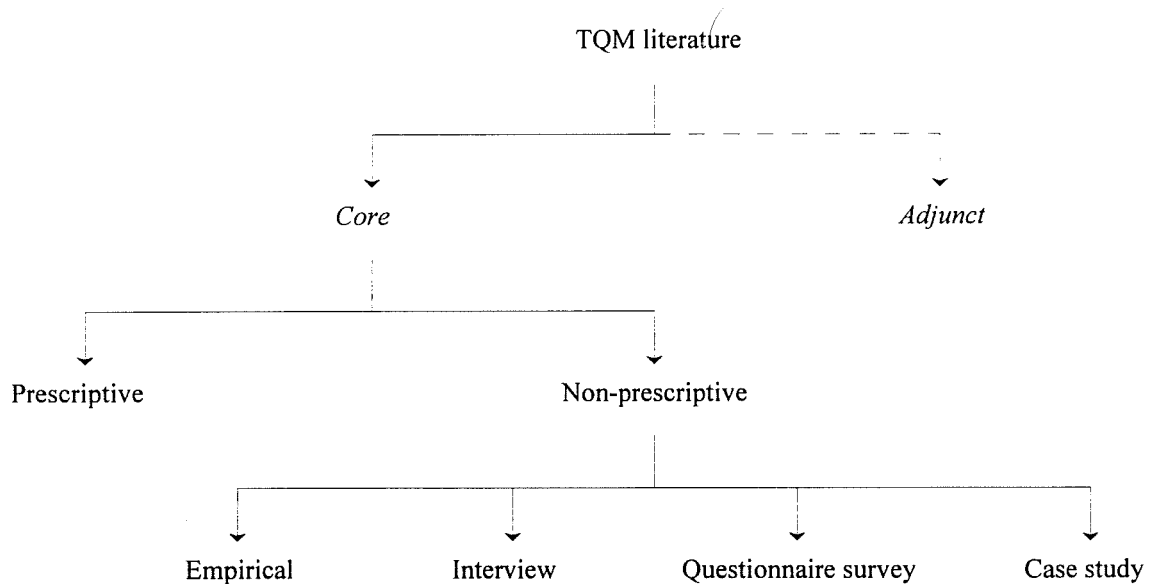 TQM literature
Core Adjunct
Prescriptive Non-prescriptive
Empirical Interview Questionnaire survey Case study